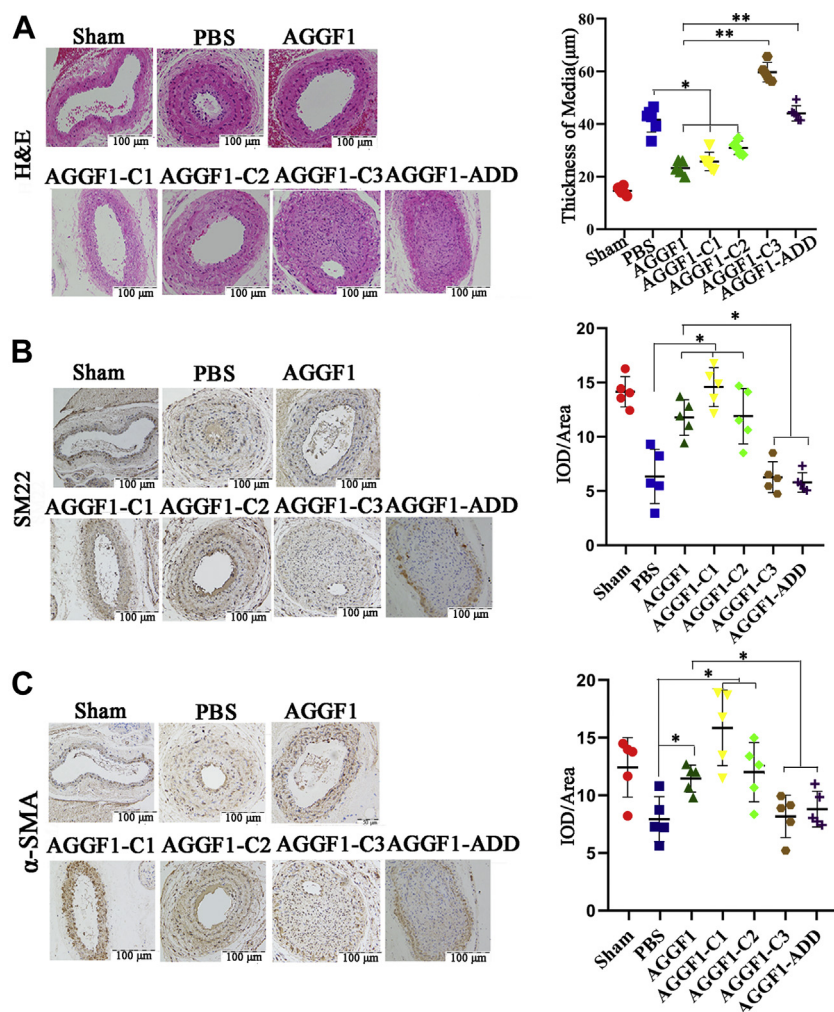 A
Sham PBS AGGF1
H&E
100 μm 100 μm 100 μm
AGGF1-C1 AGGF1-C2 AGGF1-C3 AGGF1-ADD
100 μm 100 μm 100 μm 100 μm
Thickness of Media(μm)
80
60
40
20
0
** 
**
*
Sham PBS AGGF1 AGGF1-C1 AGGF1-C2 AGGF1-C3 AGGF1-ADD
B
Sham PBS AGGF1
SM22
100 μm 100 μm 100 μm
AGGF1-C1 AGGF1-C2 AGGF1-C3 AGGF1-ADD
100 μm 100 μm 100 μm 100 μm
IOD/Area
20
15
10
5
0
*
*
Sham PBS AGGF1 AGGF1-C1 AGGF1-C2 AGGF1-C3 AGGF1-ADD
C
Sham PBS AGGF1
α-SMA
100 μm 100 μm
AGGF1-C1 AGGF1-C2 AGGF1-C3 AGGF1-ADD
100 μm 100 μm 100 μm 100 μm
IOD/Area
20
15
10
5
0
*
*
*
Sham PBS AGGF1 AGGF1-C1 AGGF1-C2 AGGF1-C3 AGGF1-ADD